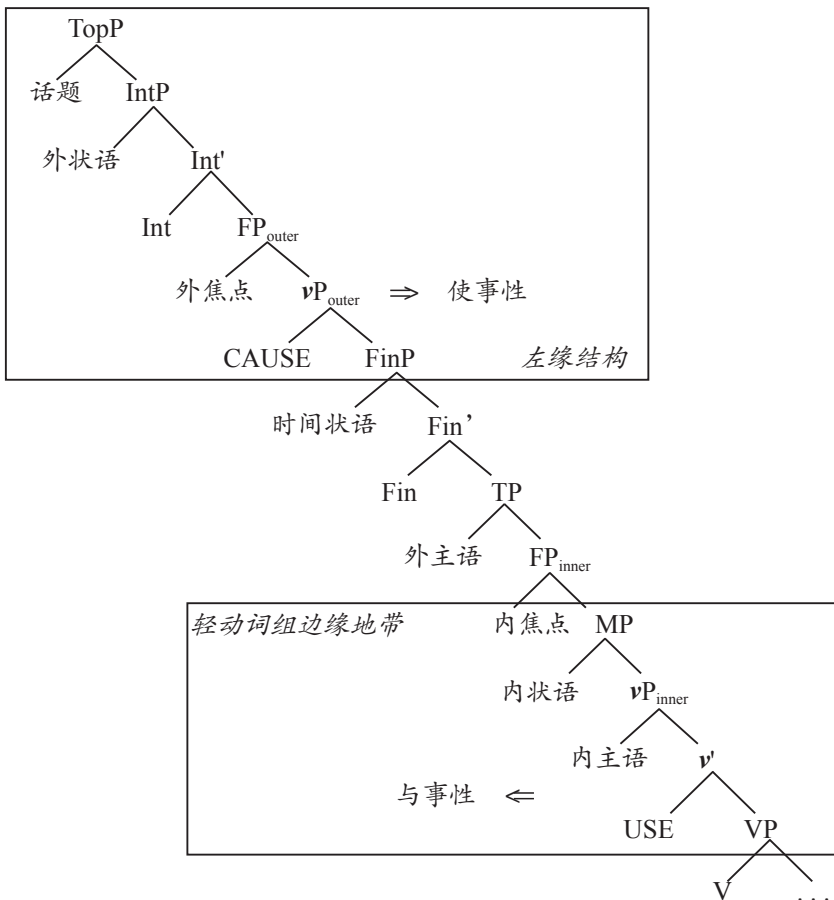 TopP
话题 IntP
外状语 Int'
Int FPouter
外焦点 vPouter ⇒ 使事性
CAUSE FinP 左缘结构
时间状语 Fin’
Fin TP
外主语 FPinner
轻动词组边缘地带 内焦点 MP
内状语 vPinner
内主语 v'
与事性 ⇐
USE VP
V ...